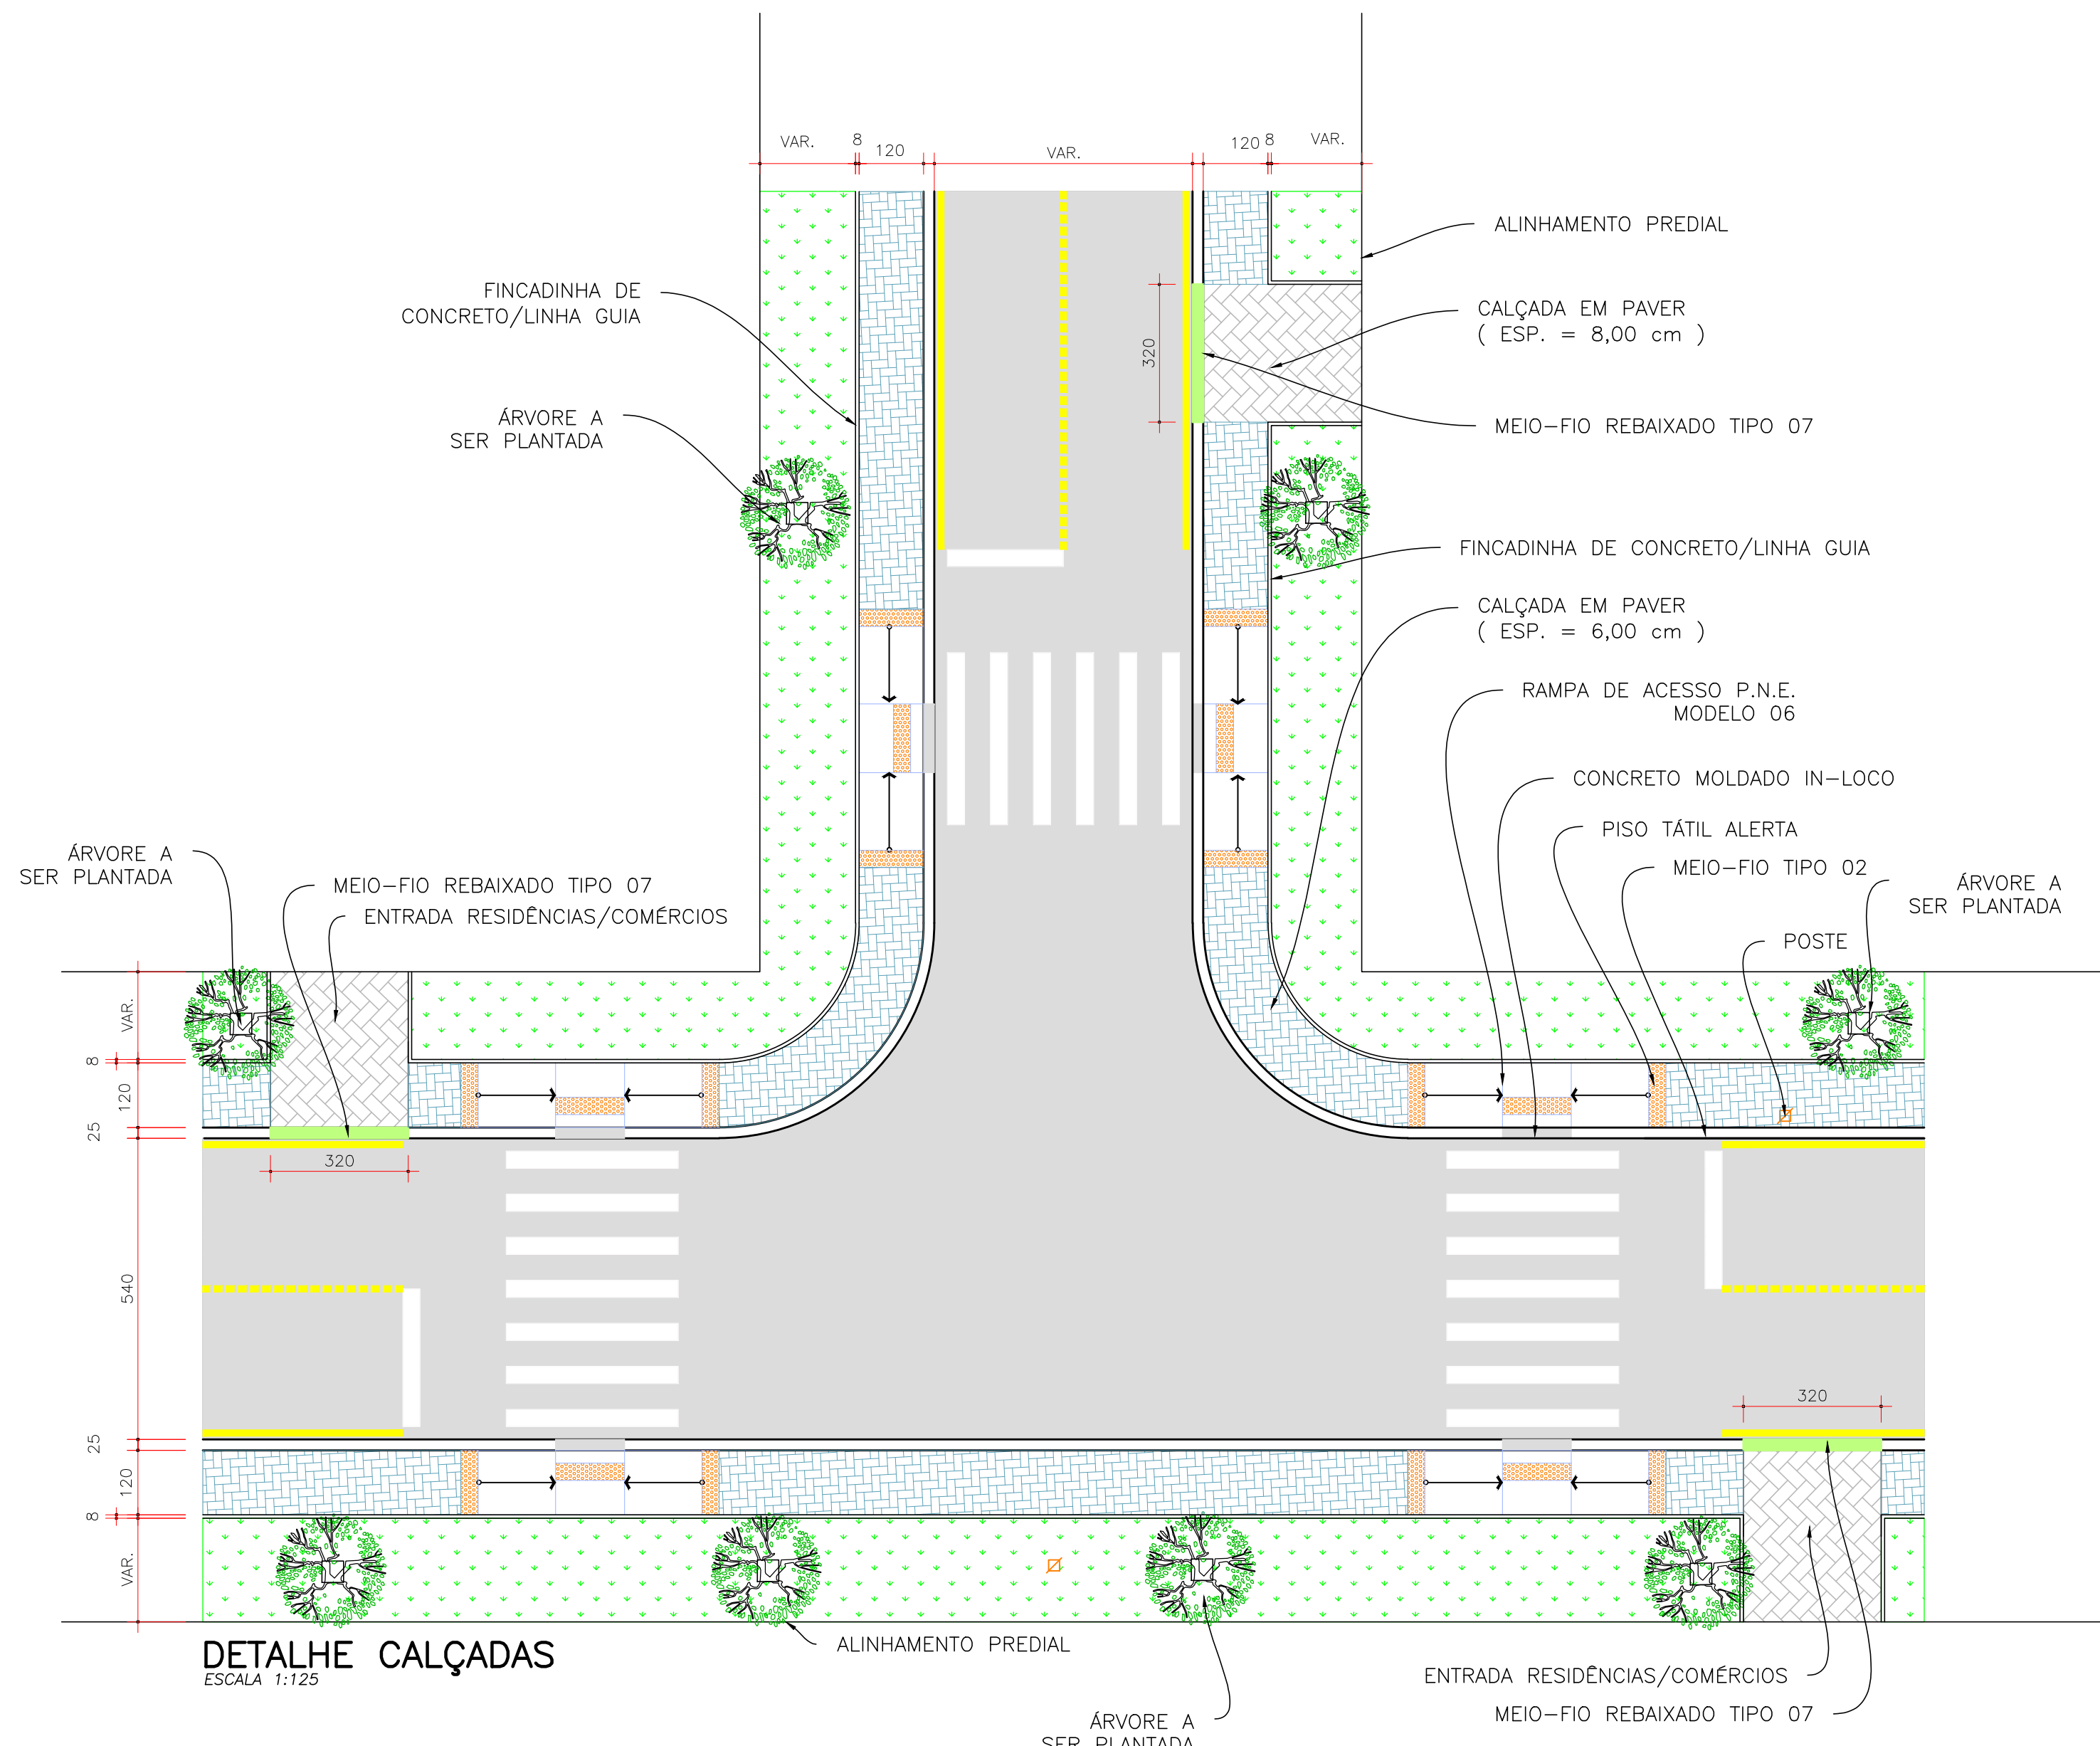 VAR.
8
120
VAR.
120
8
VAR.
ALINHAMENTO PREDIAL
FINCADINHA DE
CONCRETO/LINHA GUIA
CALÇADA EM PAVER
( ESP. = 8,00 cm )
320
ÁRVORE A
SER PLANTADA
MEIO-FIO REBAIXADO TIPO 07
FINCADINHA DE CONCRETO/LINHA GUIA
CALÇADA EM PAVER
( ESP. = 6,00 cm )
RAMPA DE ACESSO P.N.E.
MODELO 06
CONCRETO MOLDADO IN-LOCO
PISO TÁTIL ALERTA
MEIO-FIO TIPO 02
ÁRVORE A
SER PLANTADA
ÁRVORE A
SER PLANTADA
MEIO-FIO REBAIXADO TIPO 07
ENTRADA RESIDÊNCIAS/COMÉRCIOS
POSTE
VAR.
8
120
25
320
540
320
25
120
8
VAR.
DETALHE CALÇADAS
ESCALA 1:125
ALINHAMENTO PREDIAL
ENTRADA RESIDÊNCIAS/COMÉRCIOS
MEIO-FIO REBAIXADO TIPO 07
ÁRVORE A
SER PLANTADA